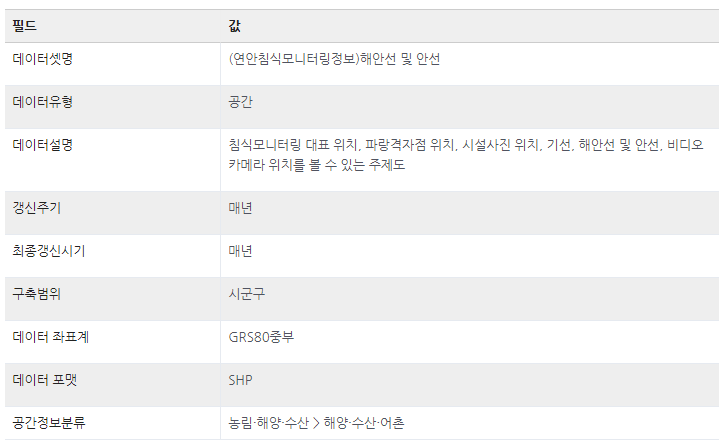 필드 값
데이터셋명 (연안침식모니터링정보)해안선 및 안선
데이터유형 공간
데이터설명 침식모니터링 대표 위치, 파랑격자점 위치, 시설사진 위치, 기선, 해안선 및 안선, 비디오
카메라 위치를 볼 수 있는 주제도
갱신주기 매년
최종갱신시기 매년
구축범위 시군구
데이터 좌표계 GRS80중부
데이터 포맷 SHP
공간정보분류 농림·해양·수산 > 해양·수산·어촌